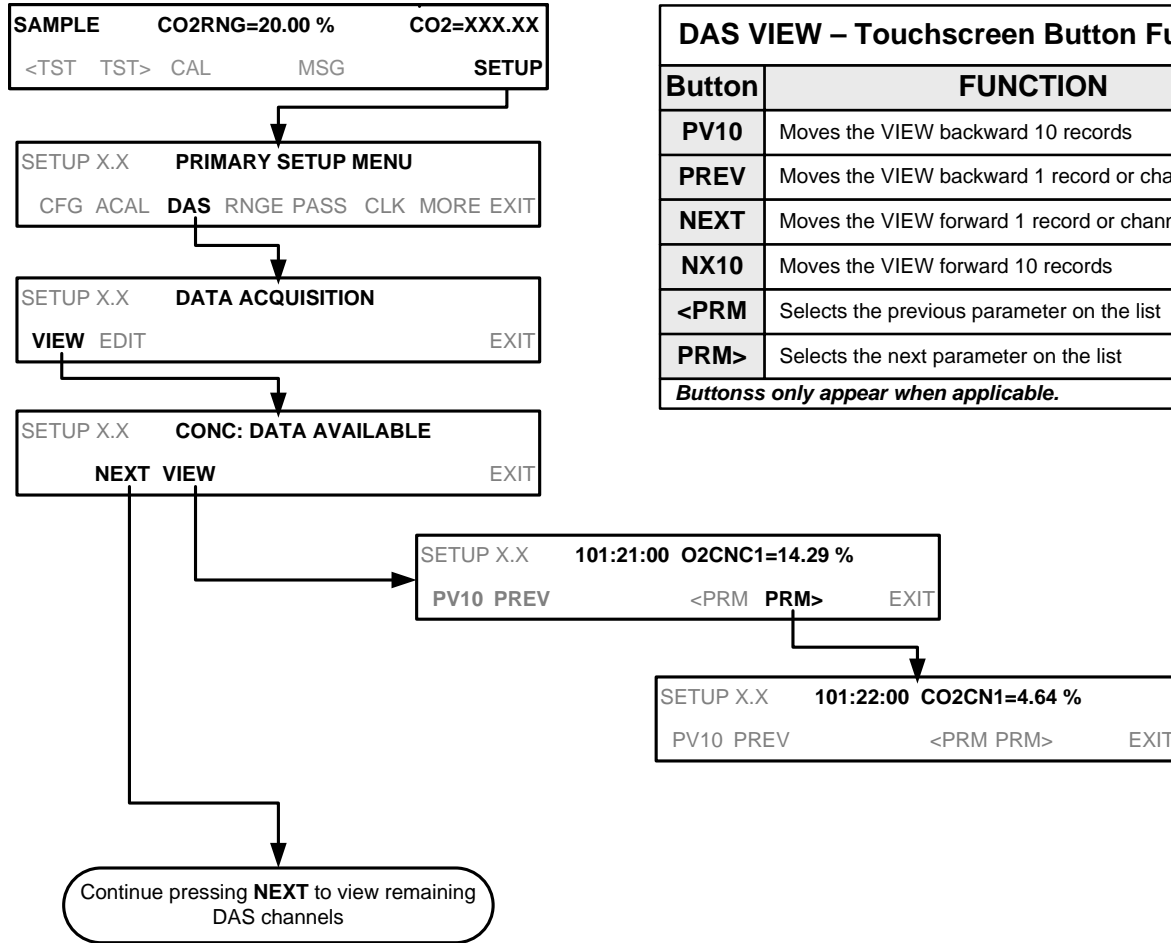 SAMPLE CO2RNG=20.00 % CO2=XXX.XX
<TST TST> CAL MSG SETUP
SETUP X.X PRIMARY SETUP MENU
CFG ACAL DAS RNGE PASS CLK MORE EXIT
SETUP X.X DATA ACQUISITION
VIEW EDIT EXIT
SETUP X.X CONC: DATA AVAILABLE
NEXT VIEW EXIT
SETUP X.X 101:21:00 O2CNC1=14.29 %
PV10 PREV <PRM PRM> EXIT
SETUP X.X 101:22:00 CO2CN1=4.64 %
PV10 PREV <PRM PRM> EXIT
Continue pressing NEXT to view remaining
DAS channels
DAS VIEW – Touchscreen Button
Button FUNCTION
PV10 Moves the VIEW backward 10 records
PREV Moves the VIEW backward 1 record or
NEXT Moves the VIEW forward 1 record or
NX10 Moves the VIEW forward 10 records
<PRM Selects the previous parameter on the list
PRM> Selects the next parameter on the list
Buttonss only appear when applicable.